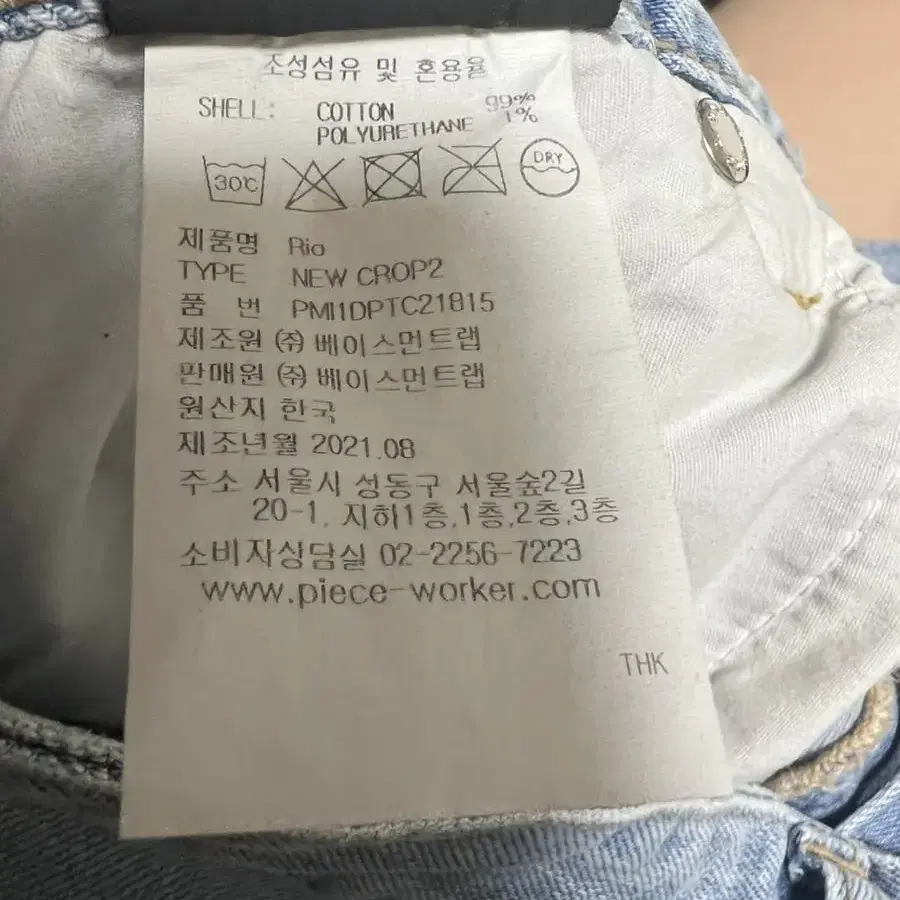 조성섬유 및 혼용율
SHELL: COTTON 99%
POLYURETHANE 1%
30℃ DRY
제품명 Rio
TYPE NEW CROP2
품 번 PMI1DPTC21815
제조원 ㈜ 베이스먼트랩
판매원 ㈜ 베이스먼트랩
원산지 한국
제조년월 2021.08
주소 서울시 성동구 서울숲2길
20-1, 지하1층,1층,2층,3층
소비자상담실 02-2256-7223
www.piece-worker.com
THK